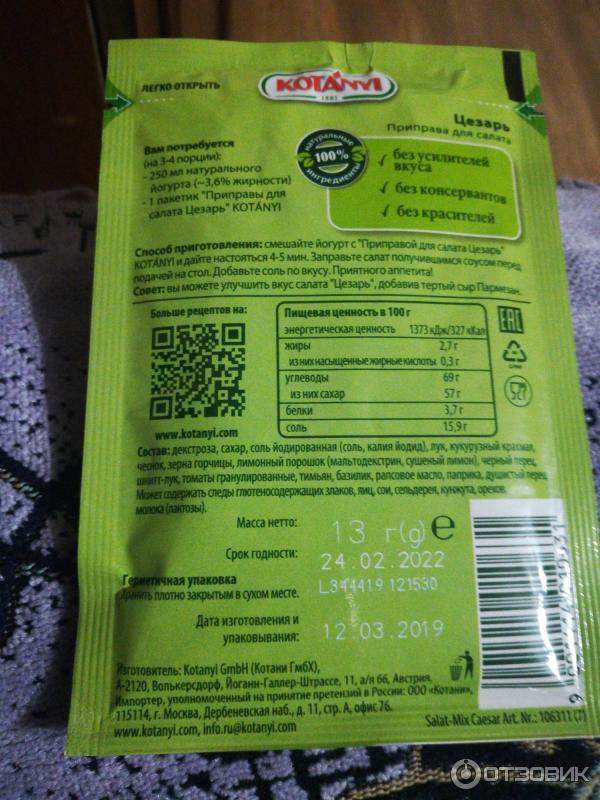 ЛЕГКО ОТКРЫТЬ
KOTÁNYI
1881
Цезарь
Приправа для салата
Вам потребуется
(на 3-4 порции):
- 250 мл натурального
йогурта (~3,6% жирности)
- 1 пакетик "Приправы для
салата Цезарь" KOTÁNYI
натуральные
100%
ингредиенты
✓ без усилителей
вкуса
✓ без консервантов
✓ без красителей
Способ приготовления: смешайте йогурт с "Приправой для салата Цезарь"
KOTÁNYI и дайте настояться 4-5 мин. Заправьте салат получившимся соусом перед
подачей на стол. Добавьте соль по вкусу. Приятного аппетита!
Совет: вы можете улучшить вкус салата "Цезарь", добавив тертый сыр Пармезан.
Больше рецептов на:
www.kotanyi.com
Пищевая ценность в 100 г
энергетическая ценность 1373 кДж/327 кКал
жиры 2,7 г
из них насыщенные жирные кислоты 0,3 г
углеводы 69 г
из них сахар 57 г
белки 3,7 г
соль 15,9 г
EAC
Состав: декстроза, сахар, соль йодированная (соль, калия йодид), лук, кукурузный крахмал,
чеснок, зерна горчицы, лимонный порошок (мальтодекстрин, сушеный лимон), черный перец,
шнитт-лук, томаты гранулированные, тимьян, базилик, рапсовое масло, паприка, душистый перец.
Может содержать следы глютеносодержащих злаков, яиц, сои, сельдерея, кунжута, орехов,
молока (лактозы).
Масса нетто: 13 г(g) e
Срок годности: 24.02.2022
L344419 121530
Герметичная упаковка
Хранить плотно закрытым в сухом месте.
Дата изготовления и
упаковывания: 12.03.2019
Изготовитель: Kotanyi GmbH (Котани ГмбХ),
A-2120, Волькерсдорф, Йоганн-Галлер-Штрассе, 11, а/я 66, Австрия.
Импортер, уполномоченный на принятие претензий в России: ООО «Котани»,
115114, г. Москва, Дербеневская наб., д. 11, стр. А, офис 76.
www.kotanyi.com, info.ru@kotanyi.com
Salat-Mix Caesar Art. Nr.: 106311 (7)
ОТЗОВИК